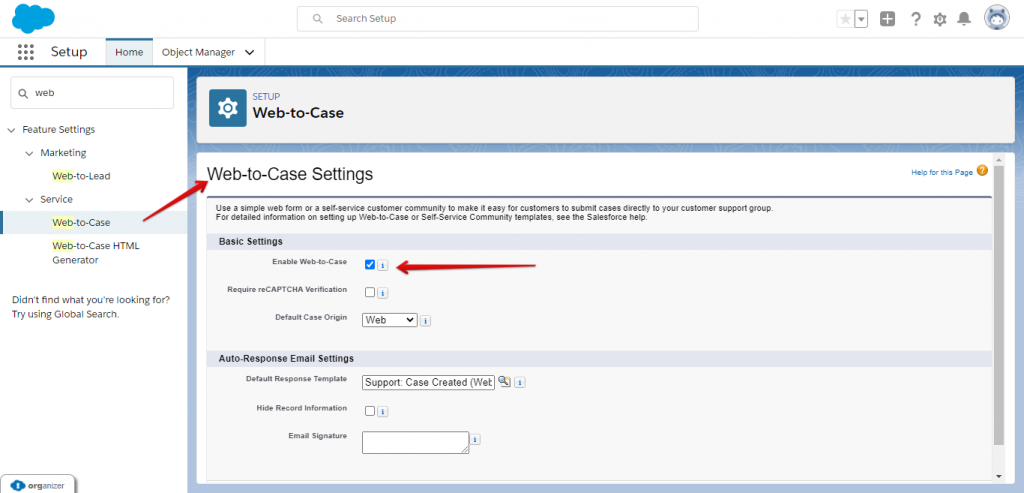 Search Setup
Setup
Home
Object Manager
web
Feature Settings
Marketing
Web-to-Lead
Service
Web-to-Case
Web-to-Case HTML
Generator
Didn't find what you're looking for?
Try using Global Search.
organizer
SETUP
Web-to-Case
Web-to-Case Settings
Help for this Page
Use a simple web form or a self-service customer community to make it easy for customers to submit cases directly to your customer support group.
For detailed information on setting up Web-to-Case or Self-Service Community templates, see the Salesforce help.
Basic Settings
Enable Web-to-Case
Require reCAPTCHA Verification
Default Case Origin
Web
Auto-Response Email Settings
Default Response Template
Support: Case Created (Web
Hide Record Information
Email Signature